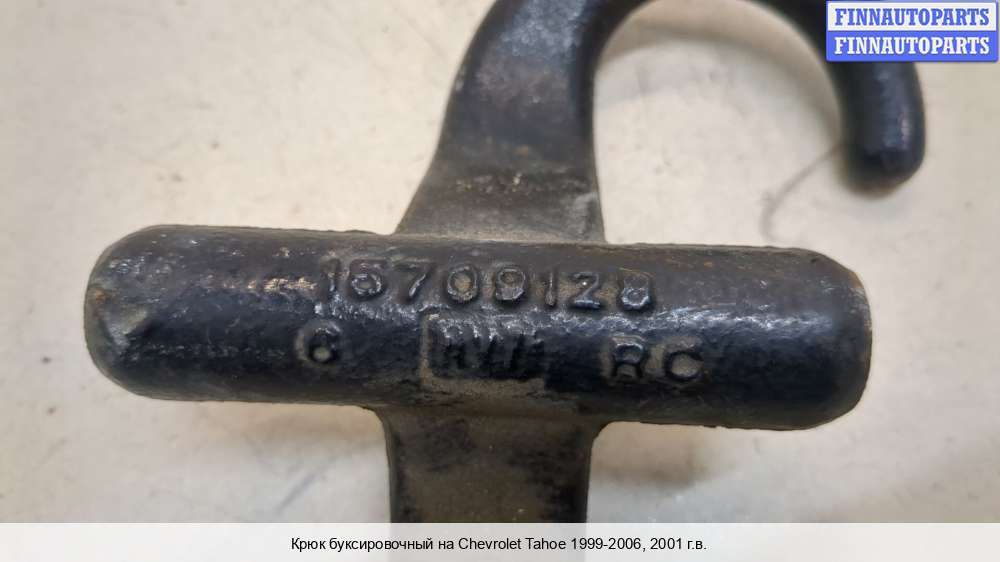 FINNAUTOPARTS
FINNAUTOPARTS
15709128
6 RC
Крюк буксировочный на Chevrolet Tahoe 1999-2006, 2001 г.в.